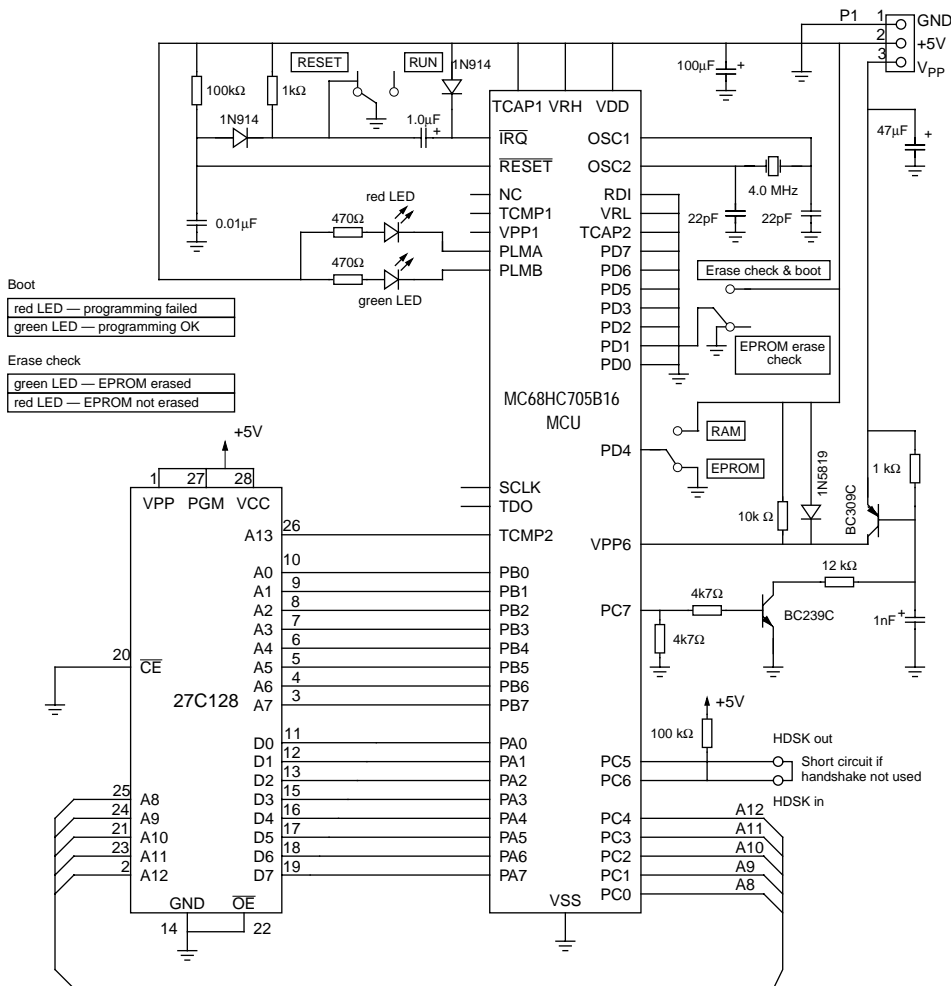 P1
1
GND
2
+5V
3
VPP
100kΩ
1kΩ
RESET
RUN
1N914
100µF
+
47µF
+
1N914
1.0µF
+
TCAP1 VRH VDD
IRQ
RESET
NC
TCMP1
VPP1
PLMA
PLMB
OSC1
OSC2
RDI
VRL
TCAP2
PD7
PD6
PD5
PD3
PD2
PD1
PD0
4.0 MHz
22pF
22pF
0.01µF
red LED
470Ω
470Ω
green LED
Erase check & boot
EPROM erase
check
Boot
red LED — programming failed
green LED — programming OK
Erase check
green LED — EPROM erased
red LED — EPROM not erased
MC68HC705B16
MCU
PD4
RAM
EPROM
1N5819
10k Ω
BC309C
1 kΩ
+5V
1 27 28
VPP PGM VCC
SCLK
TDO
A13 26 TCMP2
VPP6
A0 10 PB0
A1 9 PB1
A2 8 PB2
A3 7 PB3
A4 6 PB4
A5 5 PB5
A6 4 PB6
A7 3 PB7
PC7
4k7Ω
4k7Ω
12 kΩ
BC239C
1nF
+
20
CE
27C128
D0 11 PA0
D1 12 PA1
D2 13 PA2
D3 15 PA3
D4 16 PA4
D5 17 PA5
D6 18 PA6
D7 19 PA7
+5V
100 kΩ
HDSK out
PC5
PC6
Short circuit if
handshake not used
HDSK in
25 A8
24 A9
21 A10
23 A11
2 A12
PC4 A12
PC3 A11
PC2 A10
PC1 A9
PC0 A8
GND OE
14 22
VSS